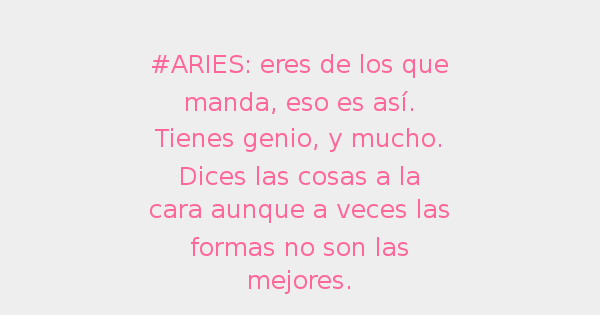 #ARIES: eres de los que
manda, eso es así.
Tienes genio, y mucho.
Dices las cosas a la
cara aunque a veces las
formas no son las
mejores.